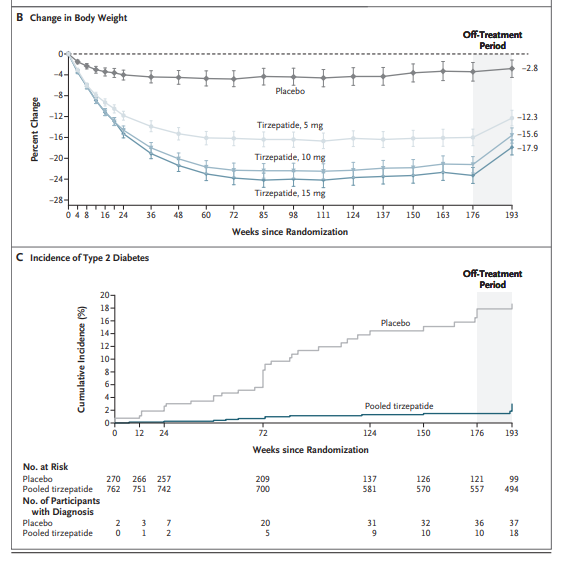 B Change in Body Weight
Off-Treatment
Period
0
−4
−8
−12
−16
−20
−24
−28
Percent Change
Placebo
Tirzepatide, 5 mg
Tirzepatide, 10 mg
Tirzepatide, 15 mg
−2.8
−12.3
−15.6
−17.9
0 4 8 16 24 36 48 60 72 85 98 111 124 137 150 163 176 193
Weeks since Randomization
C Incidence of Type 2 Diabetes
Off-Treatment
Period
20
18
16
14
12
10
8
6
4
2
0
Cumulative Incidence (%)
Placebo
Pooled tirzepatide
0 12 24 72 124 150 176 193
Weeks since Randomization
No. at Risk
Placebo 270 266 257 209 137 126 121 99
Pooled tirzepatide 762 751 742 700 581 570 557 494
No. of Participants
with Diagnosis
Placebo 2 3 7 20 31 32 36 37
Pooled tirzepatide 0 1 2 5 9 10 10 18